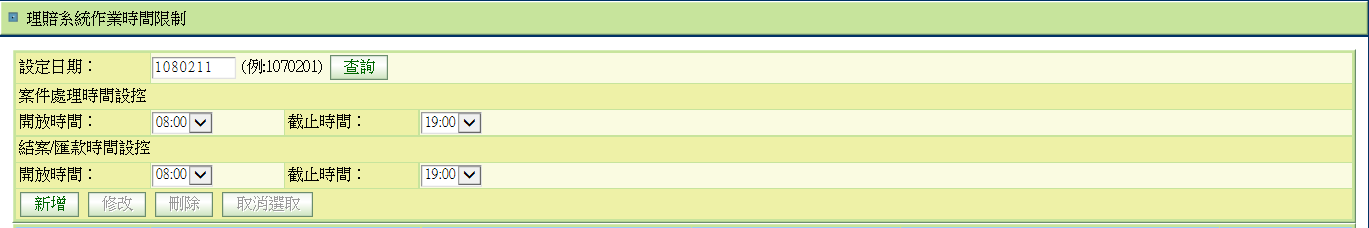 理賠系統作業時間限制
設定日期： 1080211 (例:1070201) 查詢
案件處理時間設控
開放時間： 08:00 截止時間： 19:00
結案/匯款時間設控
開放時間： 08:00 截止時間： 19:00
新增 修改 刪除 取消選取